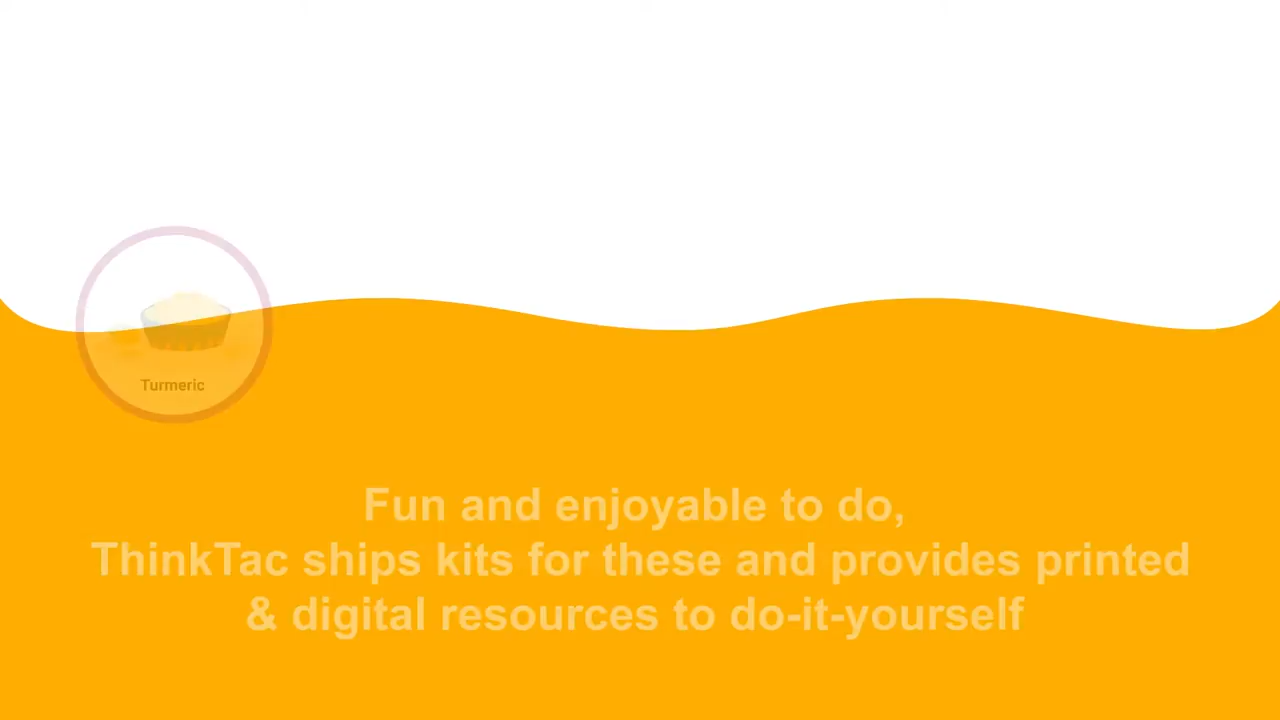 Turmeric
Fun and enjoyable to do,
ThinkTac ships kits for these and provides printed
& digital resources to do-it-yourself